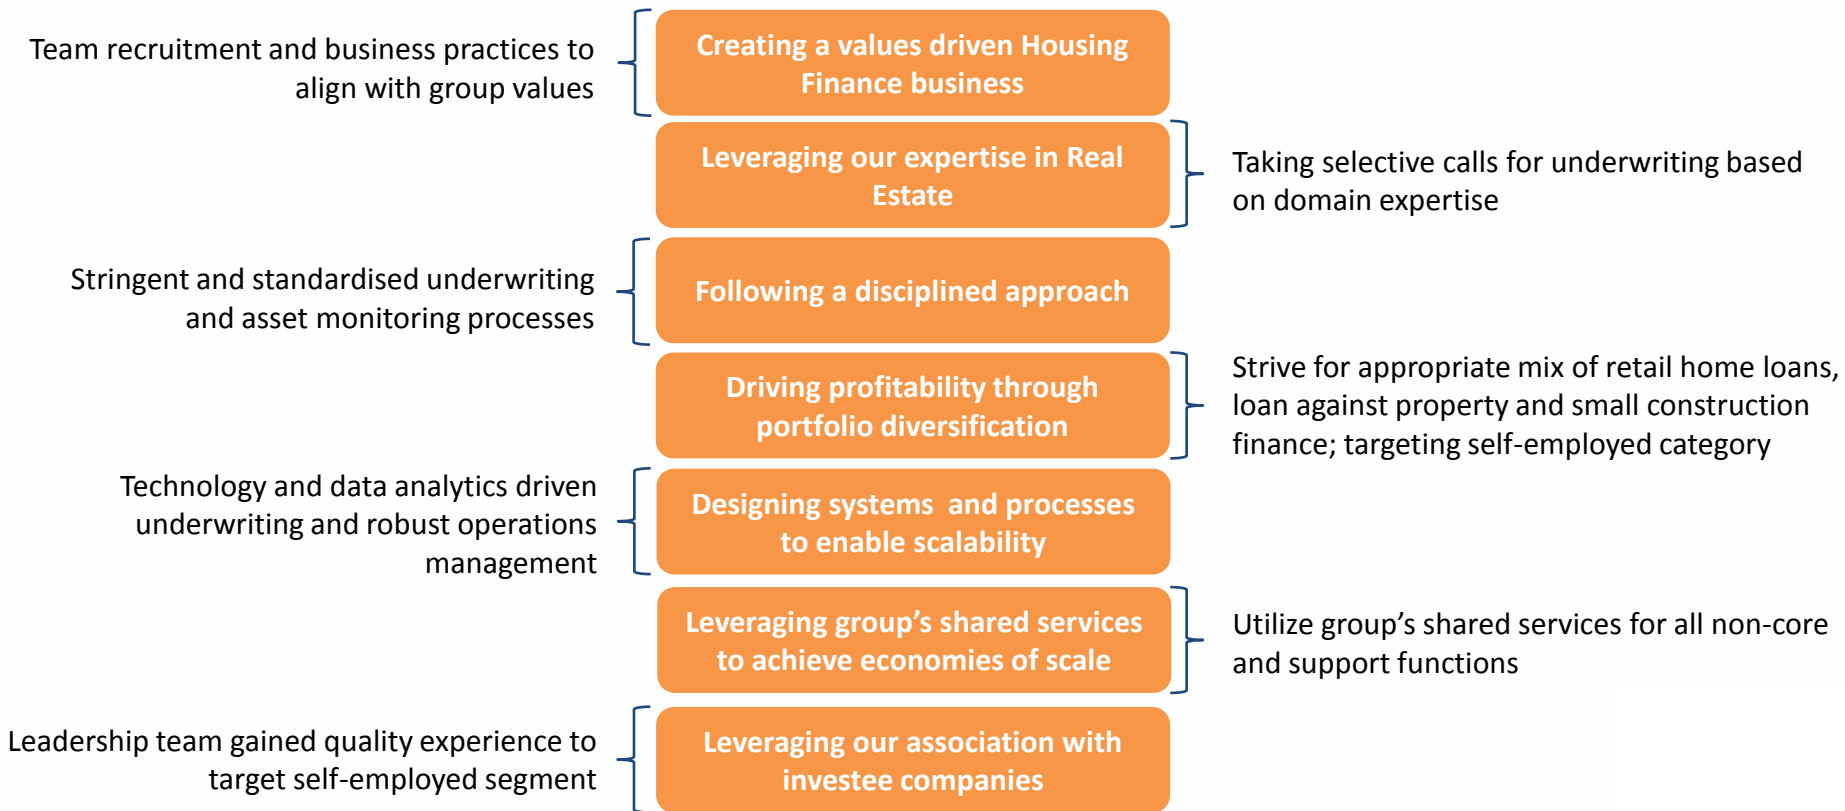 Team recruitment and business practices to
align with group values
Creating a values driven Housing
Finance business
Leveraging our expertise in Real
Estate
Taking selective calls for underwriting based
on domain expertise
Stringent and standardised underwriting
and asset monitoring processes
Following a disciplined approach
Driving profitability through
portfolio diversification
Strive for appropriate mix of retail home loans,
loan against property and small construction
finance; targeting self-employed category
Technology and data analytics driven
underwriting and robust operations
management
Designing systems and processes
to enable scalability
Leveraging group’s shared services
to achieve economies of scale
Utilize group’s shared services for all non-core
and support functions
Leadership team gained quality experience to
target self-employed segment
Leveraging our association with
investee companies